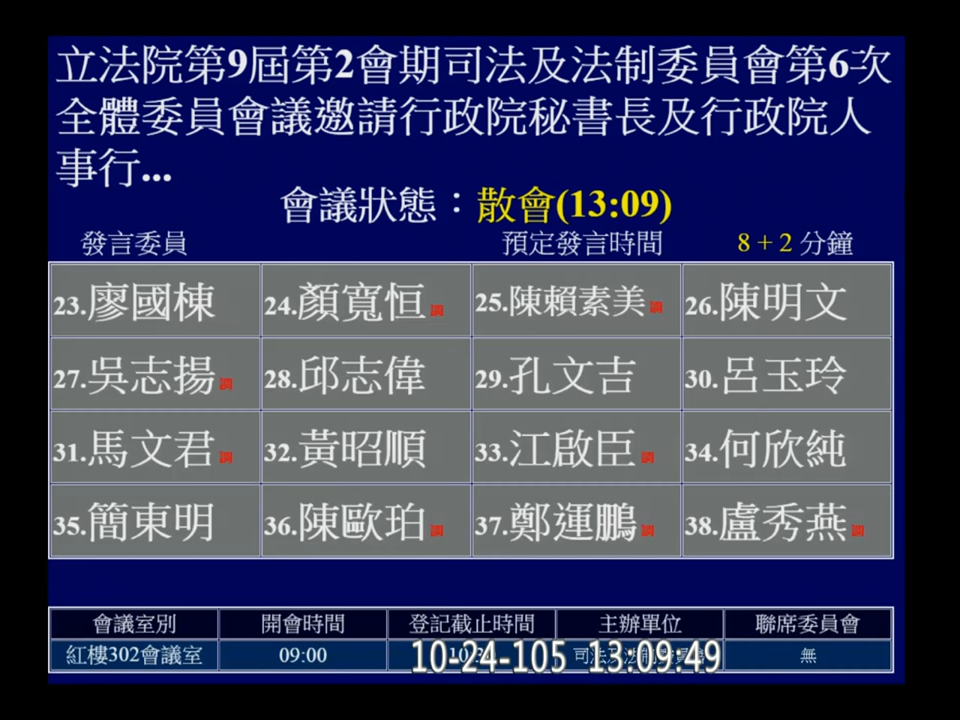 立法院第9屆第2會期司法及法制委員會第6次
全體委員會議邀請行政院秘書長及行政院人
事行...
會議狀態：散會(13:09)
發言委員 預定發言時間 8 + 2 分鐘
23.廖國棟 24.顏寬恒 25.陳賴素美 26.陳明文
27.吳志揚 28.邱志偉 29.孔文吉 30.呂玉玲
31.馬文君 32.黃昭順 33.江啟臣 34.何欣純
35.簡東明 36.陳歐珀 37.鄭運鵬 38.盧秀燕
會議室別 開會時間 登記截止時間 主辦單位 聯席委員會
紅樓302會議室 09:00 司法及法制委員會 無
10-24-105 13:09:49